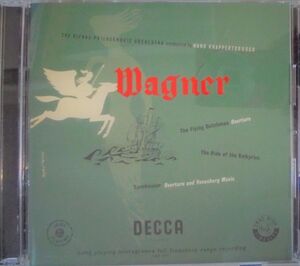 THE VIENNA PHILHARMONIC ORCHESTRA conducted by HANS KNAPPERTSBUSCH
Wagner
The Flying Dutchman Overture
The Ride of the Valkyries
Tannhauser Overture and Venusberg Music
DECCA
long playing microgroove full frequency range recording